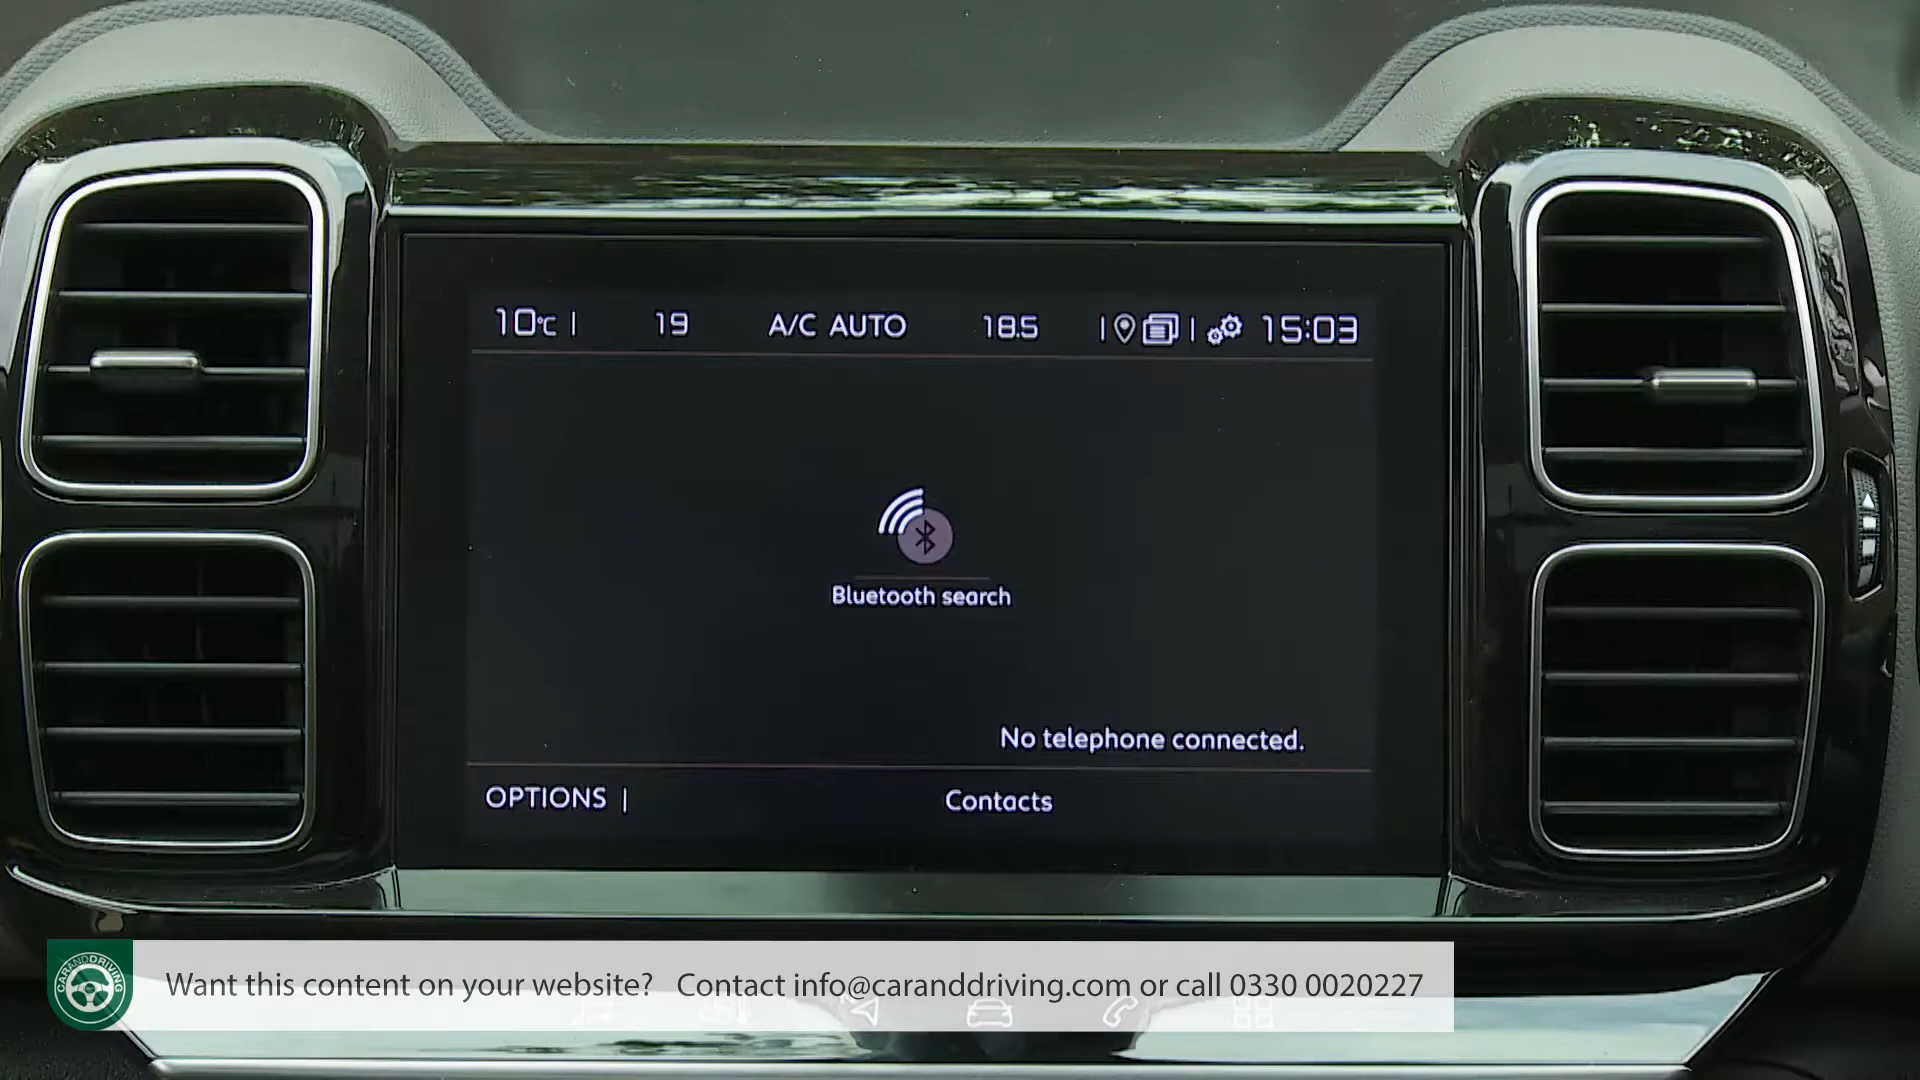 10°C | 19 A/C AUTO 18.5 | | 15:03
Bluetooth search
No telephone connected.
OPTIONS | Contacts
CARANDDRIVING
Want this content on your website? Contact info@caranddriving.com or call 0330 0020227